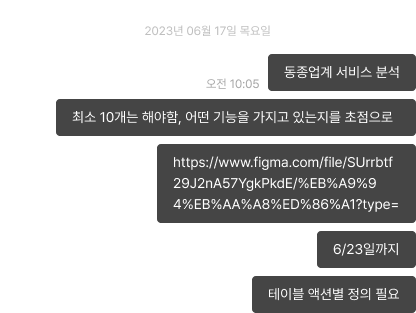 2023년 06월 17일 목요일
동종업계 서비스 분석
오전 10:05
최소 10개는 해야함, 어떤 기능을 가지고 있는지를 초점으로
https://www.figma.com/file/SUrrbtf
29J2nA57YgkPkdE/%EB%A9%9
4%EB%AA%A8%ED%86%A1?type=
6/23일까지
테이블 액션별 정의 필요